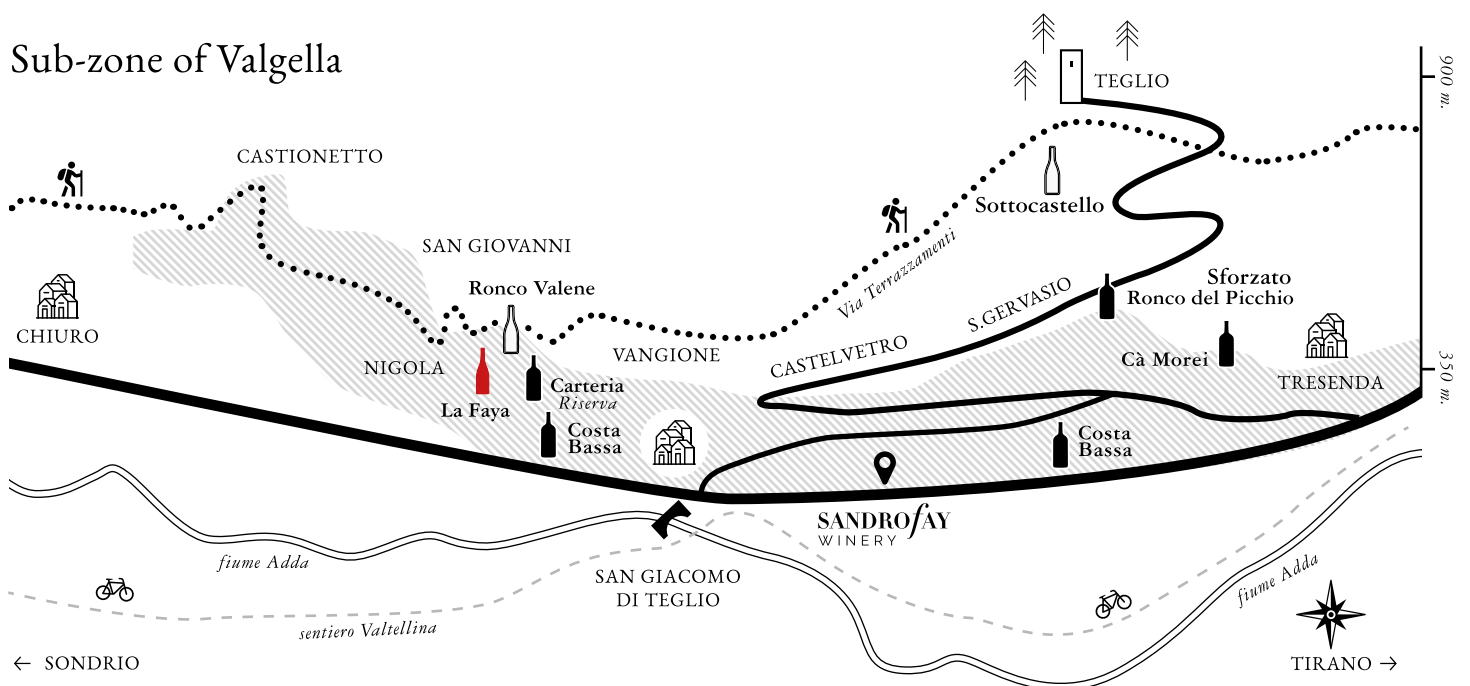 Sub-zone of Valgella
TEGLIO
900 m.
CASTIONETTO
Sottocastello
SAN GIOVANNI
Via Terrazzamenti
Ronco Valene
S.GERVASIO
Sforzato
Ronco del Picchio
CHIURO
NIGOLA
VANGIONE
CASTELVETRO
Cà Morei
350 m.
TRESENDA
La Faya
Carteria
Riserva
Costa
Bassa
Costa
Bassa
SANDROfAY
WINERY
fiume Adda
SAN GIACOMO
DI TEGLIO
fiume Adda
sentiero Valtellina
← SONDRIO
TIRANO →